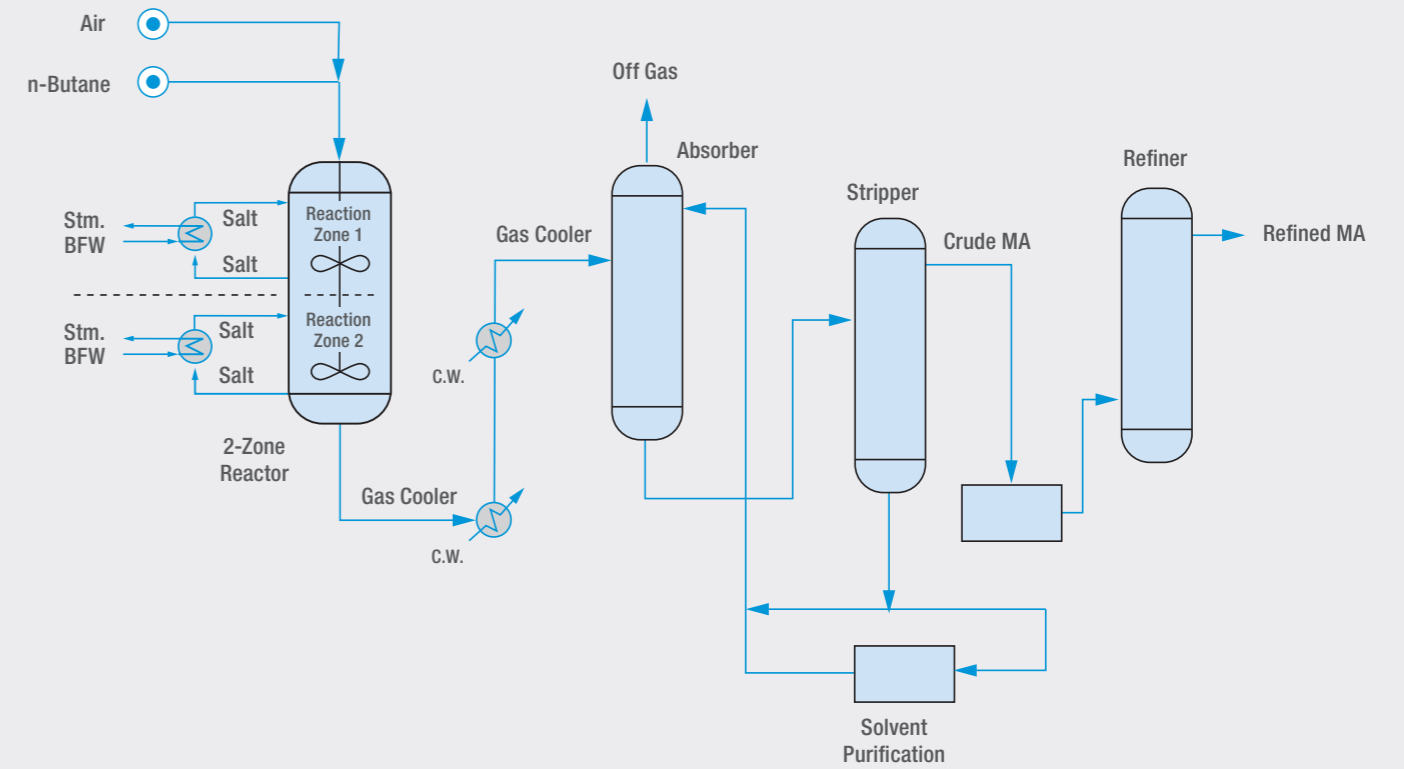 Air
n-Butane
Off Gas
Absorber
Refiner
Stripper
Stm.
BFW
Salt
Salt
Reaction
Zone 1
Gas Cooler
Crude MA
Refined MA
Stm.
BFW
Salt
Salt
Reaction
Zone 2
C.W.
2-Zone
Reactor
Gas Cooler
C.W.
Solvent
Purification